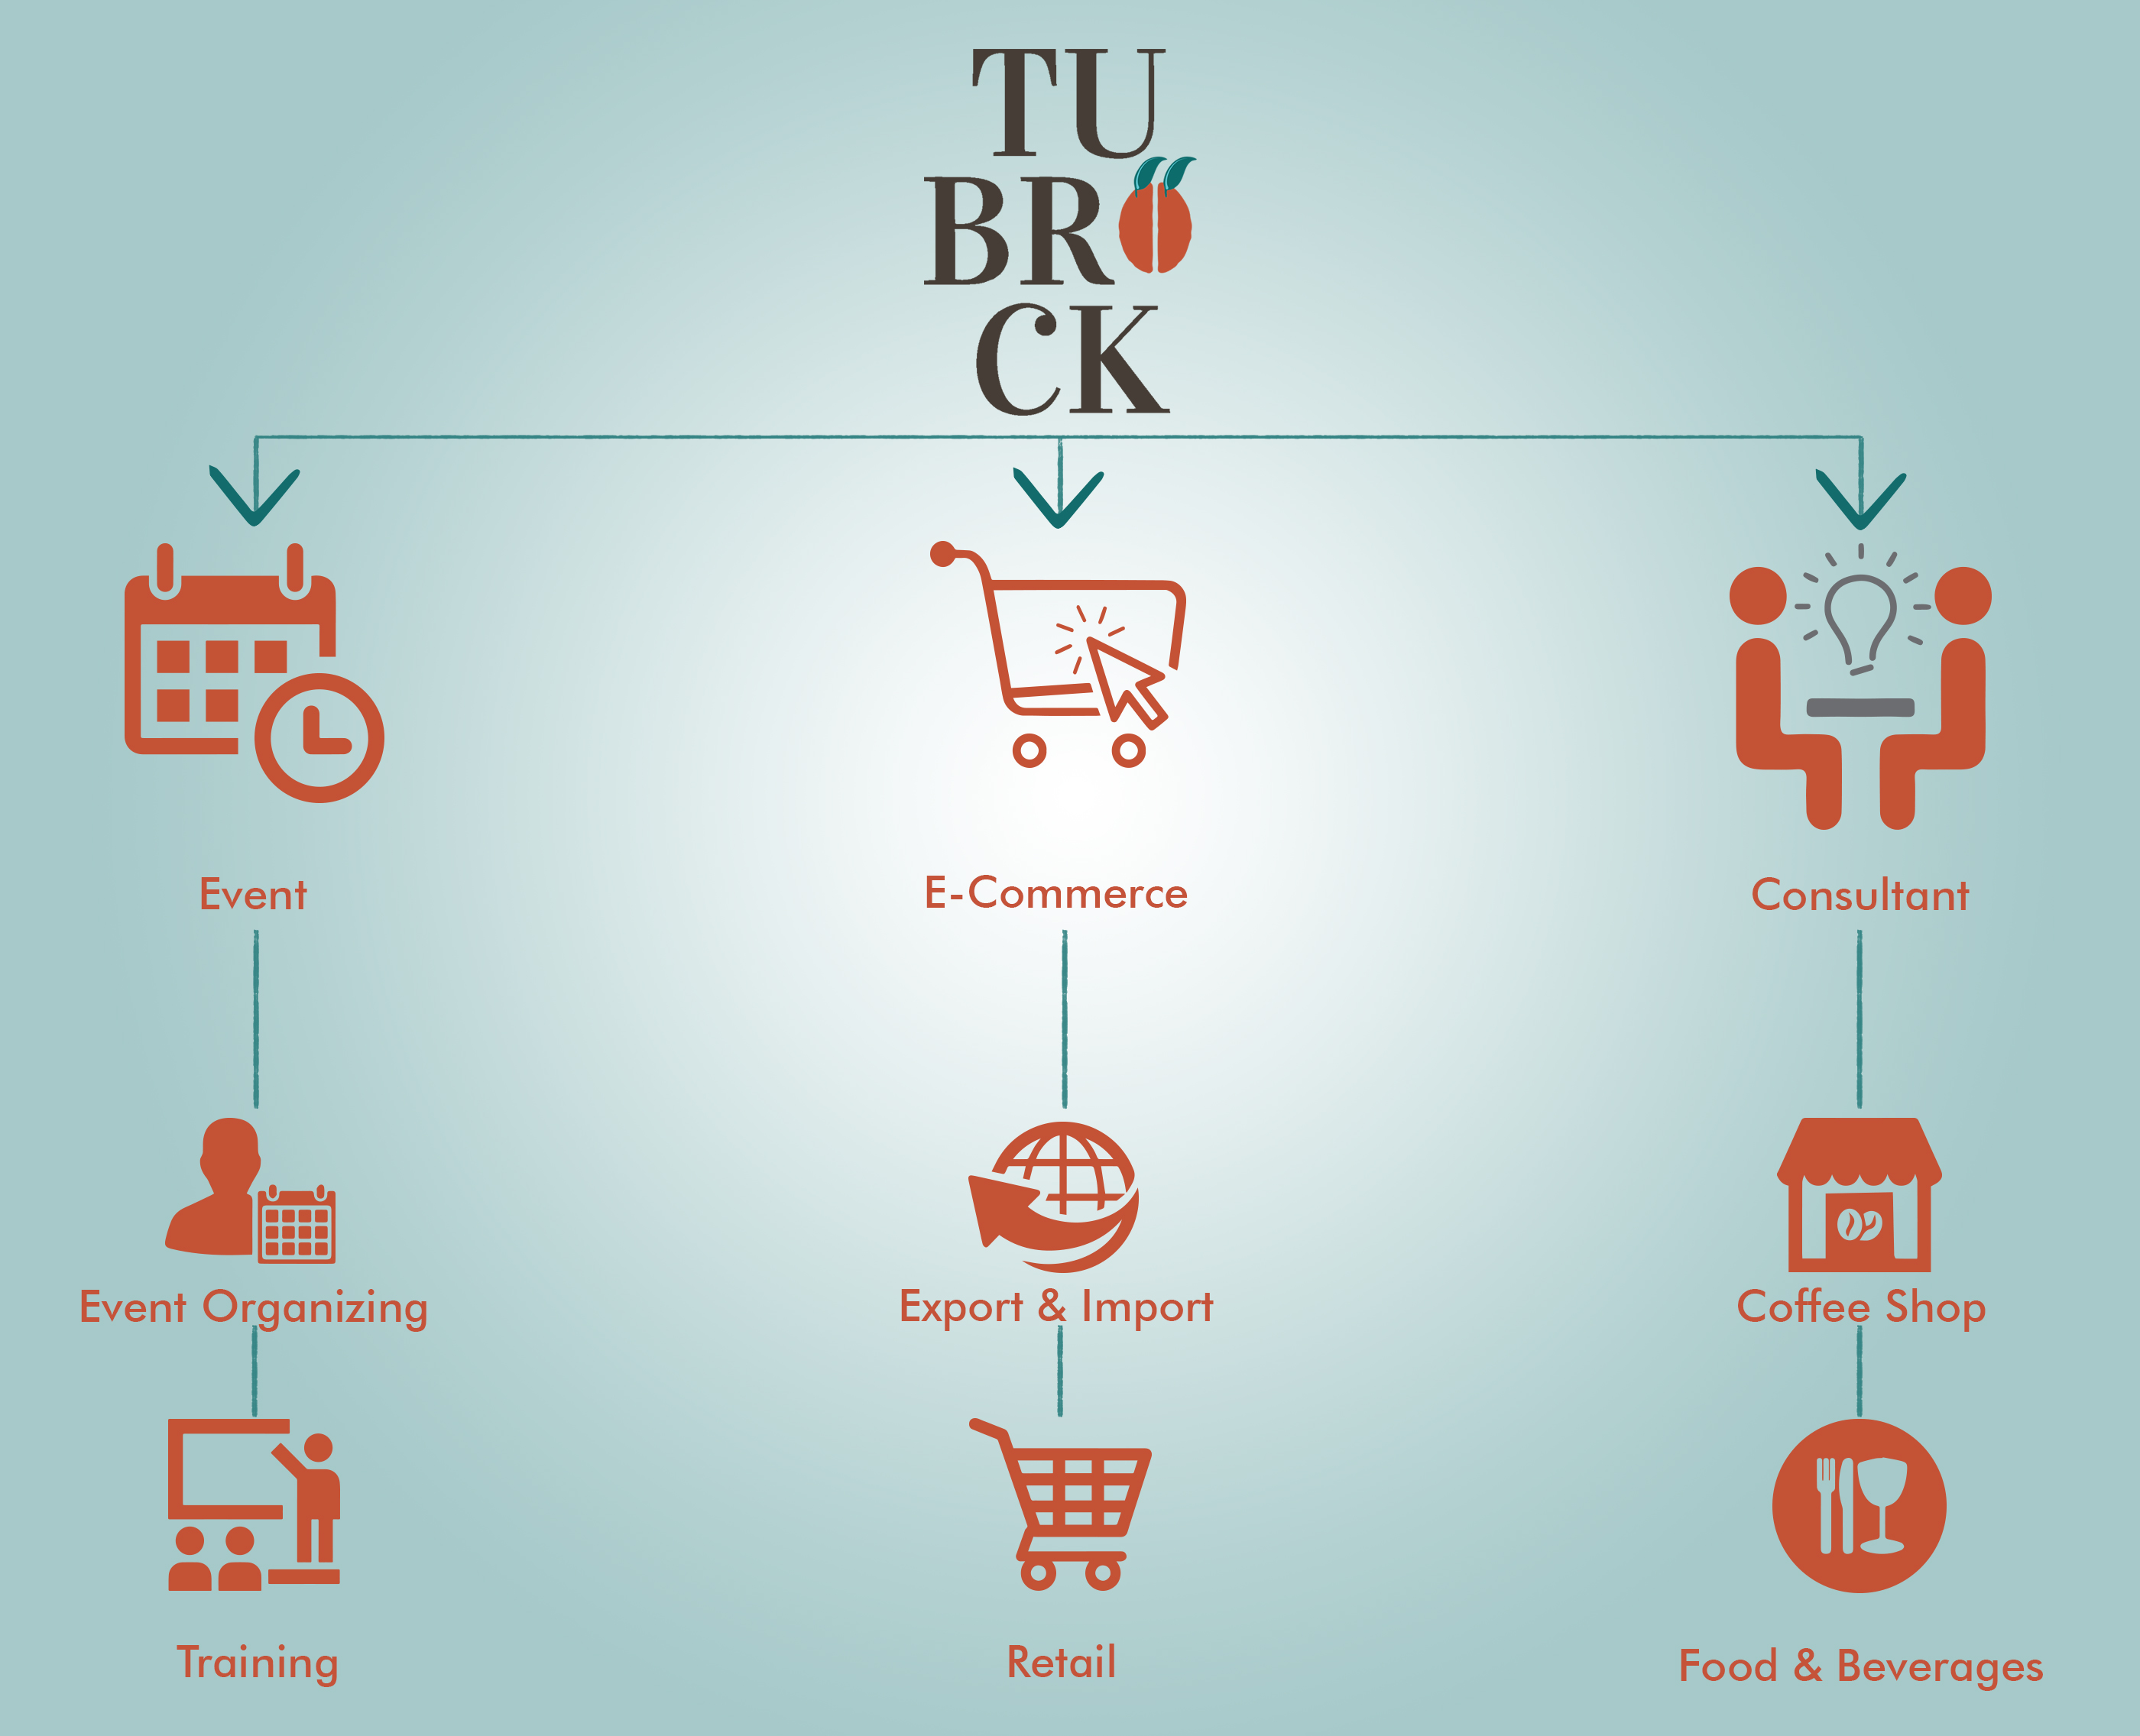 TU
BRO
CK
Event
E-Commerce
Consultant
Event Organizing
Export & Import
Coffee Shop
Training
Retail
Food & Beverages